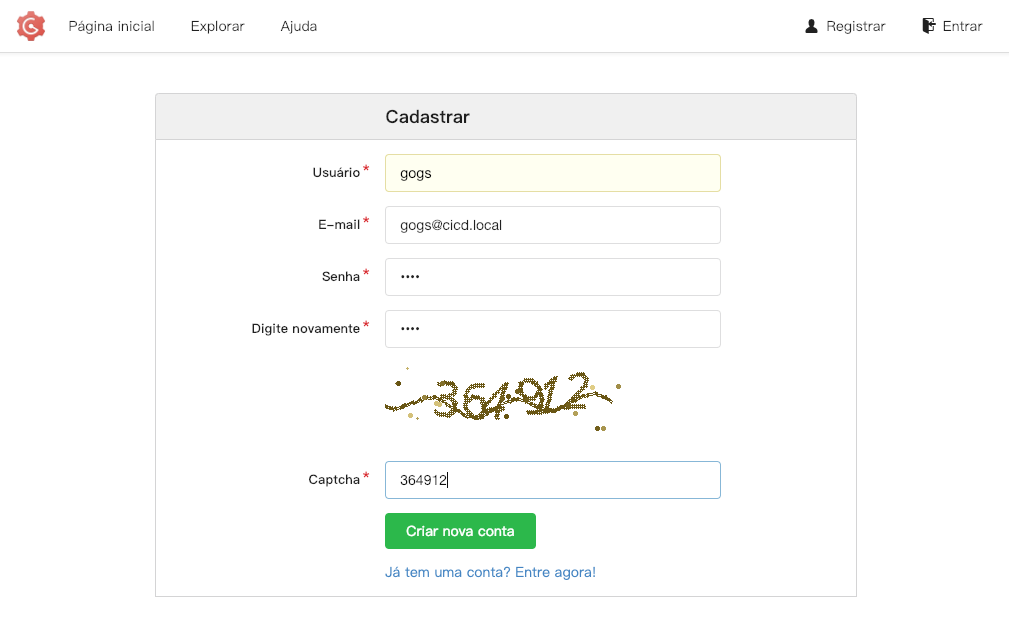 Página inicial Explorar Ajuda Registrar Entrar
Cadastrar
Usuário* gogs
E-mail* gogs@cicd.local
Senha* ••••
Digite novamente* ••••
364912
Captcha* 364912
Criar nova conta
Já tem uma conta? Entre agora!